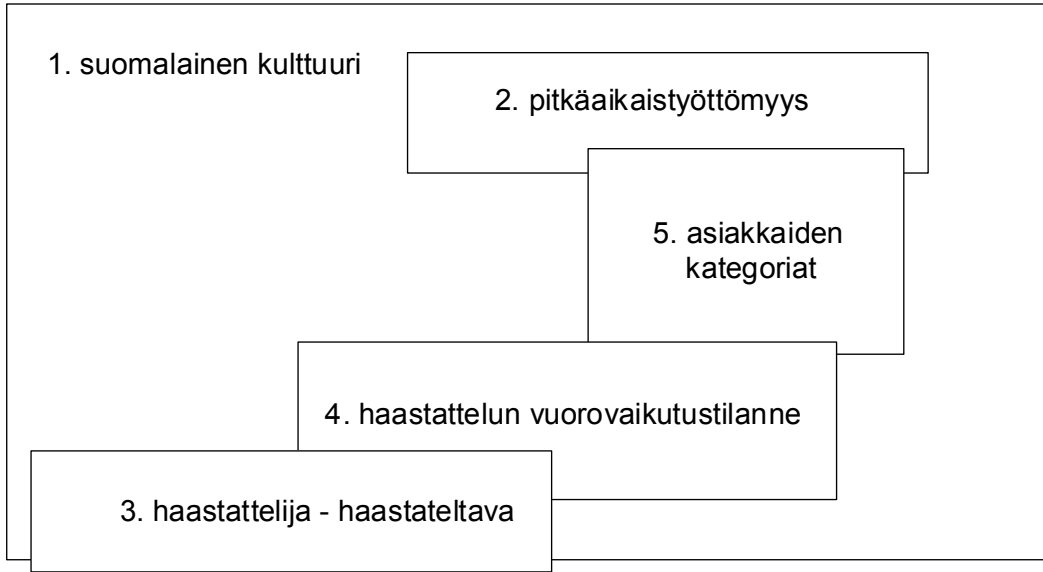 1. suomalainen kulttuuri
2. pitkäaikaistyöttömyys
5. asiakkaiden
kategoriat
4. haastattelun vuorovaikutustilanne
3. haastattelija - haastateltava